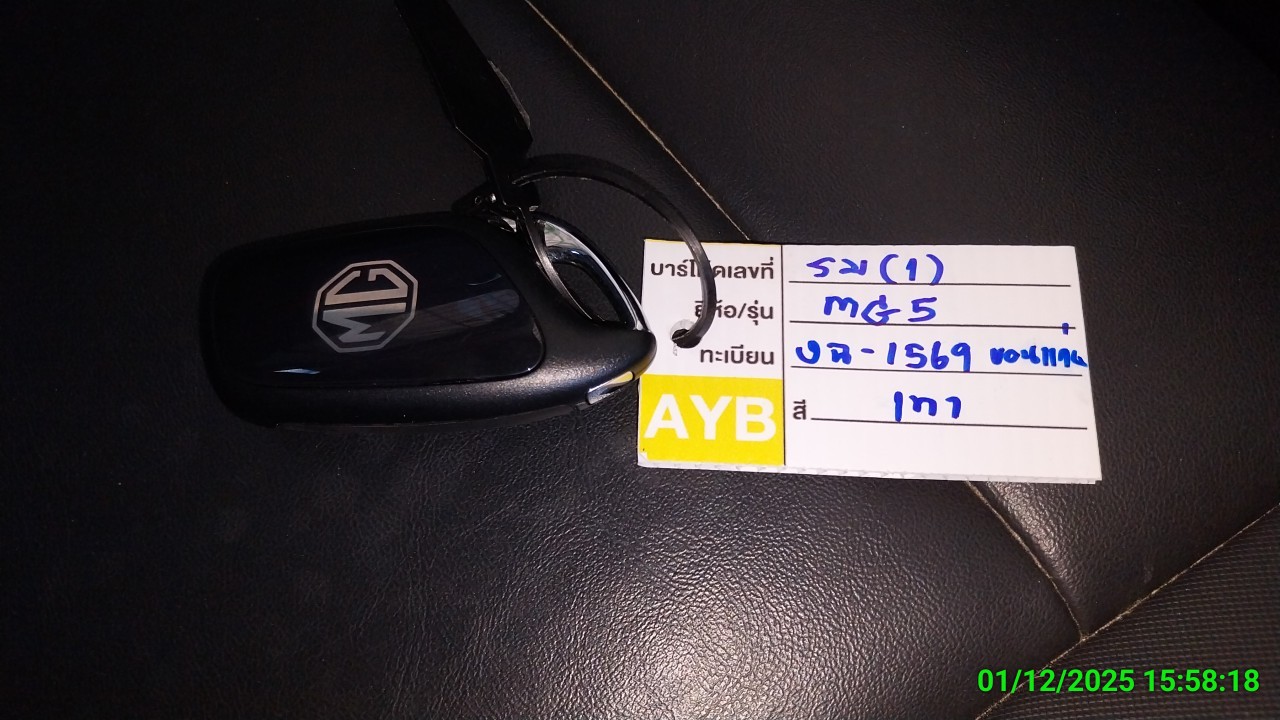 MG
บาร์โค้ดเลขที่ รม (1)
ยี่ห้อ/รุ่น MG 5
ทะเบียน ขฉ-1569 ขอนแก่น
AYB
สี เทา
01/12/2025 15:58:18